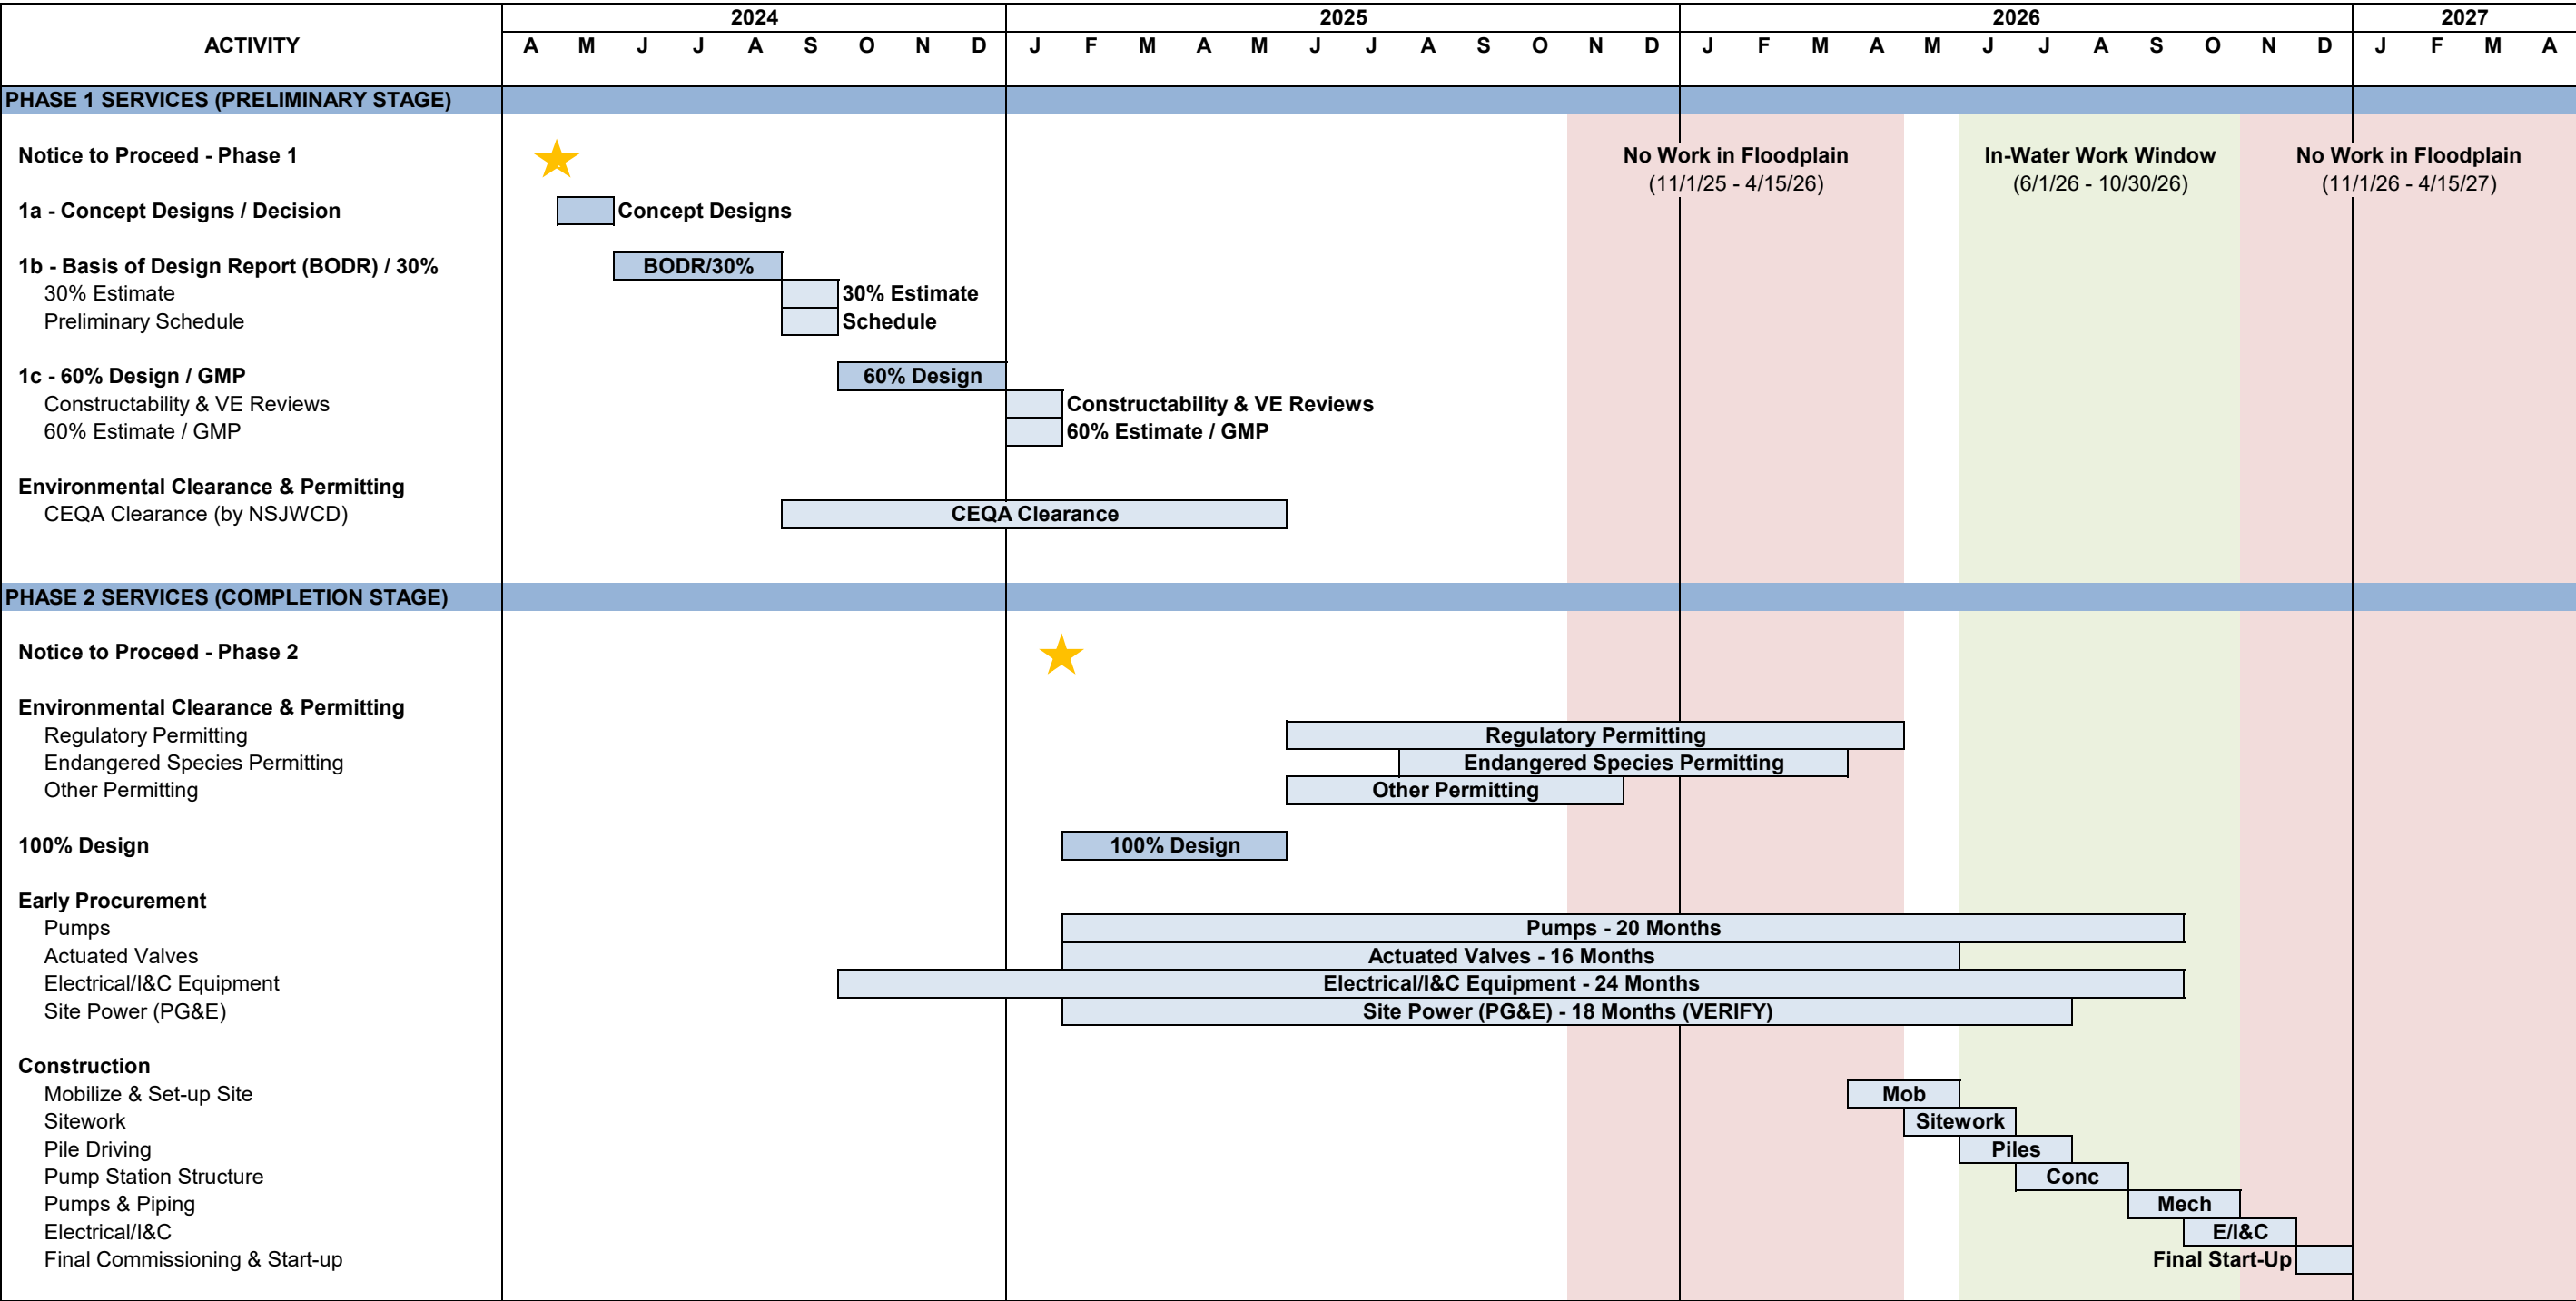 2024 2025 2026 2027
ACTIVITY A M J J A S O N D J F M A M J J A S O N D J F M A M J J A S O N D J F M A
PHASE 1 SERVICES (PRELIMINARY STAGE)
Notice to Proceed - Phase 1 No Work in Floodplain In-Water Work Window No Work in Floodplain
(11/1/25 - 4/15/26) (6/1/26 - 10/30/26) (11/1/26 - 4/15/27)
1a - Concept Designs / Decision Concept Designs
1b - Basis of Design Report (BODR) / 30% BODR/30%
30% Estimate 30% Estimate
Preliminary Schedule Schedule
1c - 60% Design / GMP 60% Design
Constructability & VE Reviews Constructability & VE Reviews
60% Estimate / GMP 60% Estimate / GMP
Environmental Clearance & Permitting
CEQA Clearance (by NSJWCD) CEQA Clearance
PHASE 2 SERVICES (COMPLETION STAGE)
Notice to Proceed - Phase 2
Environmental Clearance & Permitting
Regulatory Permitting Regulatory Permitting
Endangered Species Permitting Endangered Species Permitting
Other Permitting Other Permitting
100% Design 100% Design
Early Procurement
Pumps Pumps - 20 Months
Actuated Valves Actuated Valves - 16 Months
Electrical/I&C Equipment Electrical/I&C Equipment - 24 Months
Site Power (PG&E) Site Power (PG&E) - 18 Months (VERIFY)
Construction
Mobilize & Set-up Site Mob
Sitework Sitework
Pile Driving Piles
Pump Station Structure Conc
Pumps & Piping Mech
Electrical/I&C E/I&C
Final Commissioning & Start-up Final Start-Up